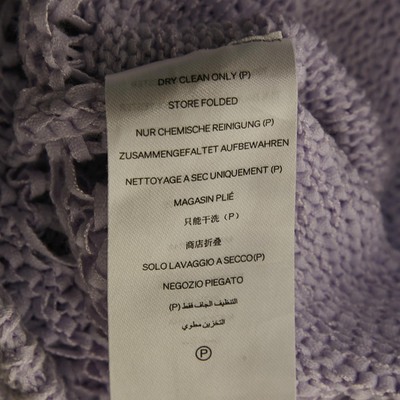 DRY CLEAN ONLY (P)
STORE FOLDED
NUR CHEMISCHE REINIGUNG (P)
ZUSAMMENGEFALTET AUFBEWAHREN
NETTOYAGE A SEC UNIQUEMENT (P)
MAGASIN PLIÉ
只能干洗（P）
商店折叠
SOLO LAVAGGIO A SECCO(P)
NEGOZIO PIEGATO
التنظيف الجاف فقط (P)
التخزين مطوي
P